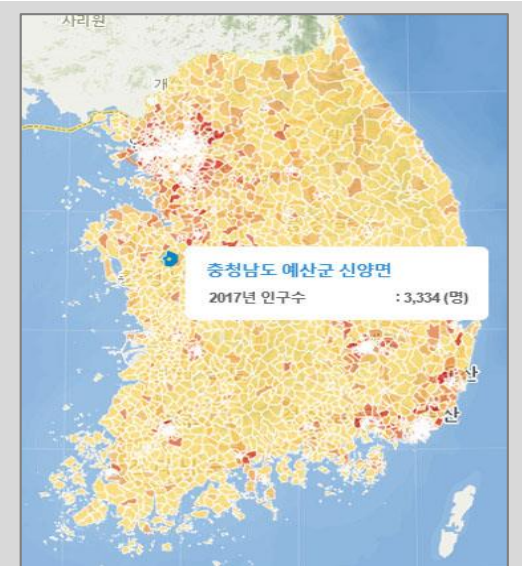 사리원
개
충청남도 예산군 신양면
2017년 인구수 : 3,334 (명)
산
산